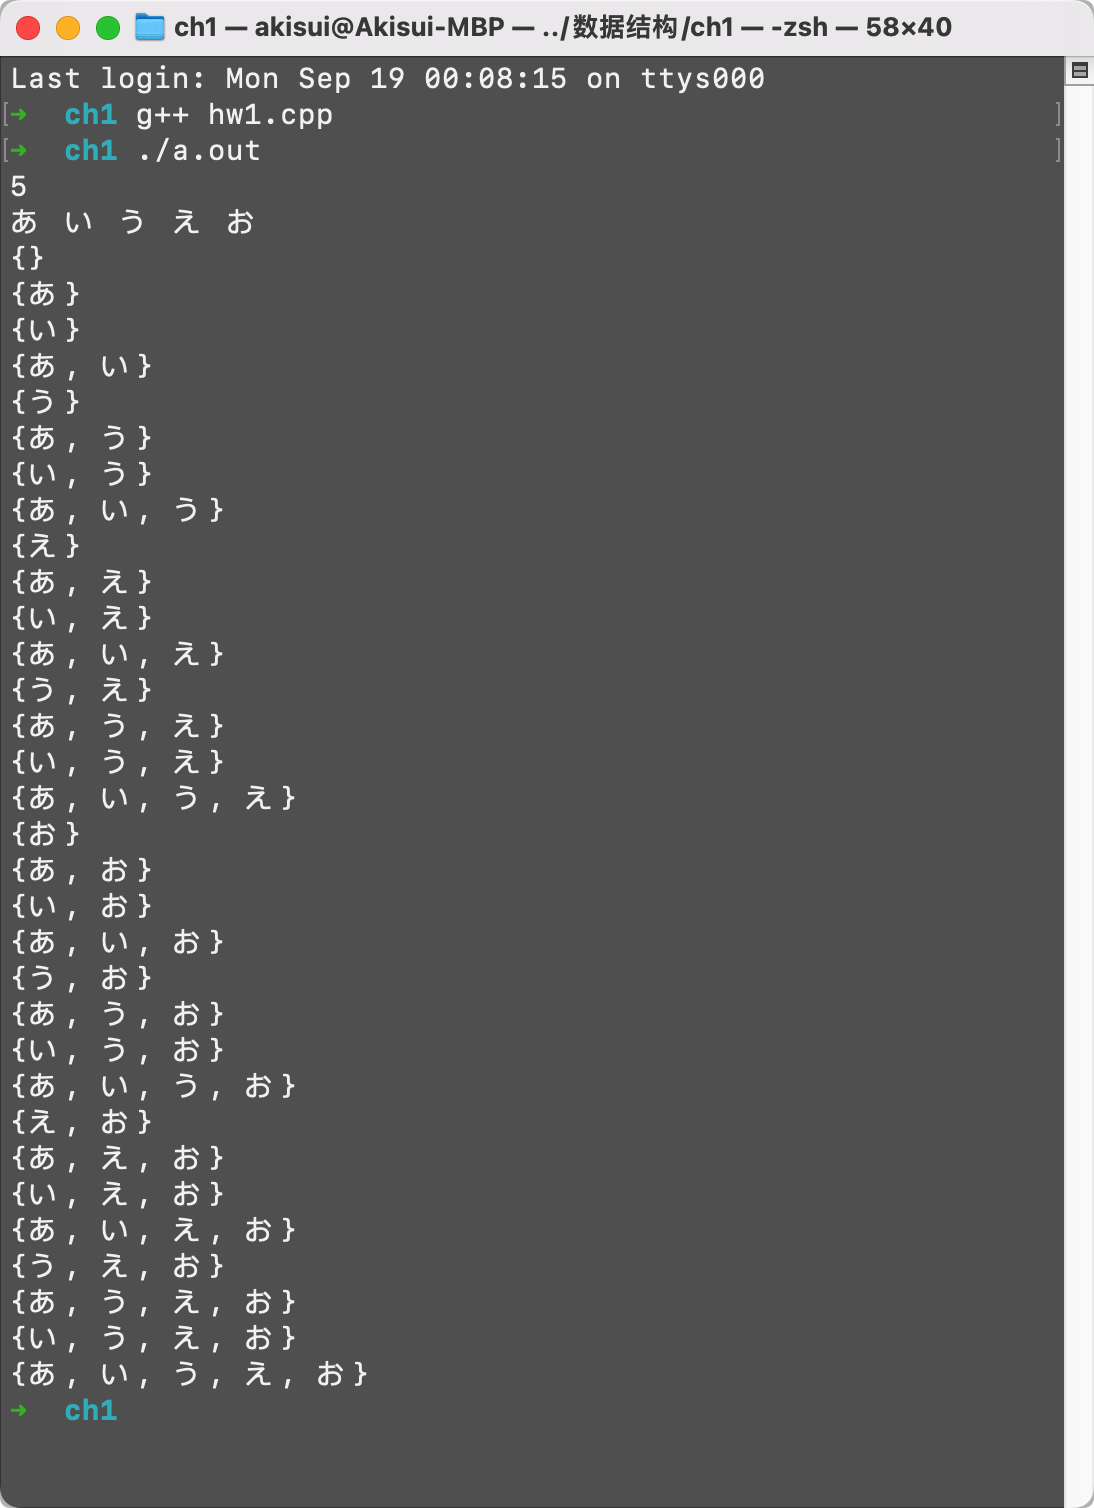 ch1 — akisui@Akisui-MBP — ../数据结构/ch1 — -zsh — 58×40
Last login: Mon Sep 19 00:08:15 on ttys000
[➜  ch1 g++ hw1.cpp ]
[➜  ch1 ./a.out ]
5
あ い う え お
{}
{あ}
{い}
{あ, い}
{う}
{あ, う}
{い, う}
{あ, い, う}
{え}
{あ, え}
{い, え}
{あ, い, え}
{う, え}
{あ, う, え}
{い, う, え}
{あ, い, う, え}
{お}
{あ, お}
{い, お}
{あ, い, お}
{う, お}
{あ, う, お}
{い, う, お}
{あ, い, う, お}
{え, お}
{あ, え, お}
{い, え, お}
{あ, い, え, お}
{う, え, お}
{あ, う, え, お}
{い, う, え, お}
{あ, い, う, え, お}
➜  ch1